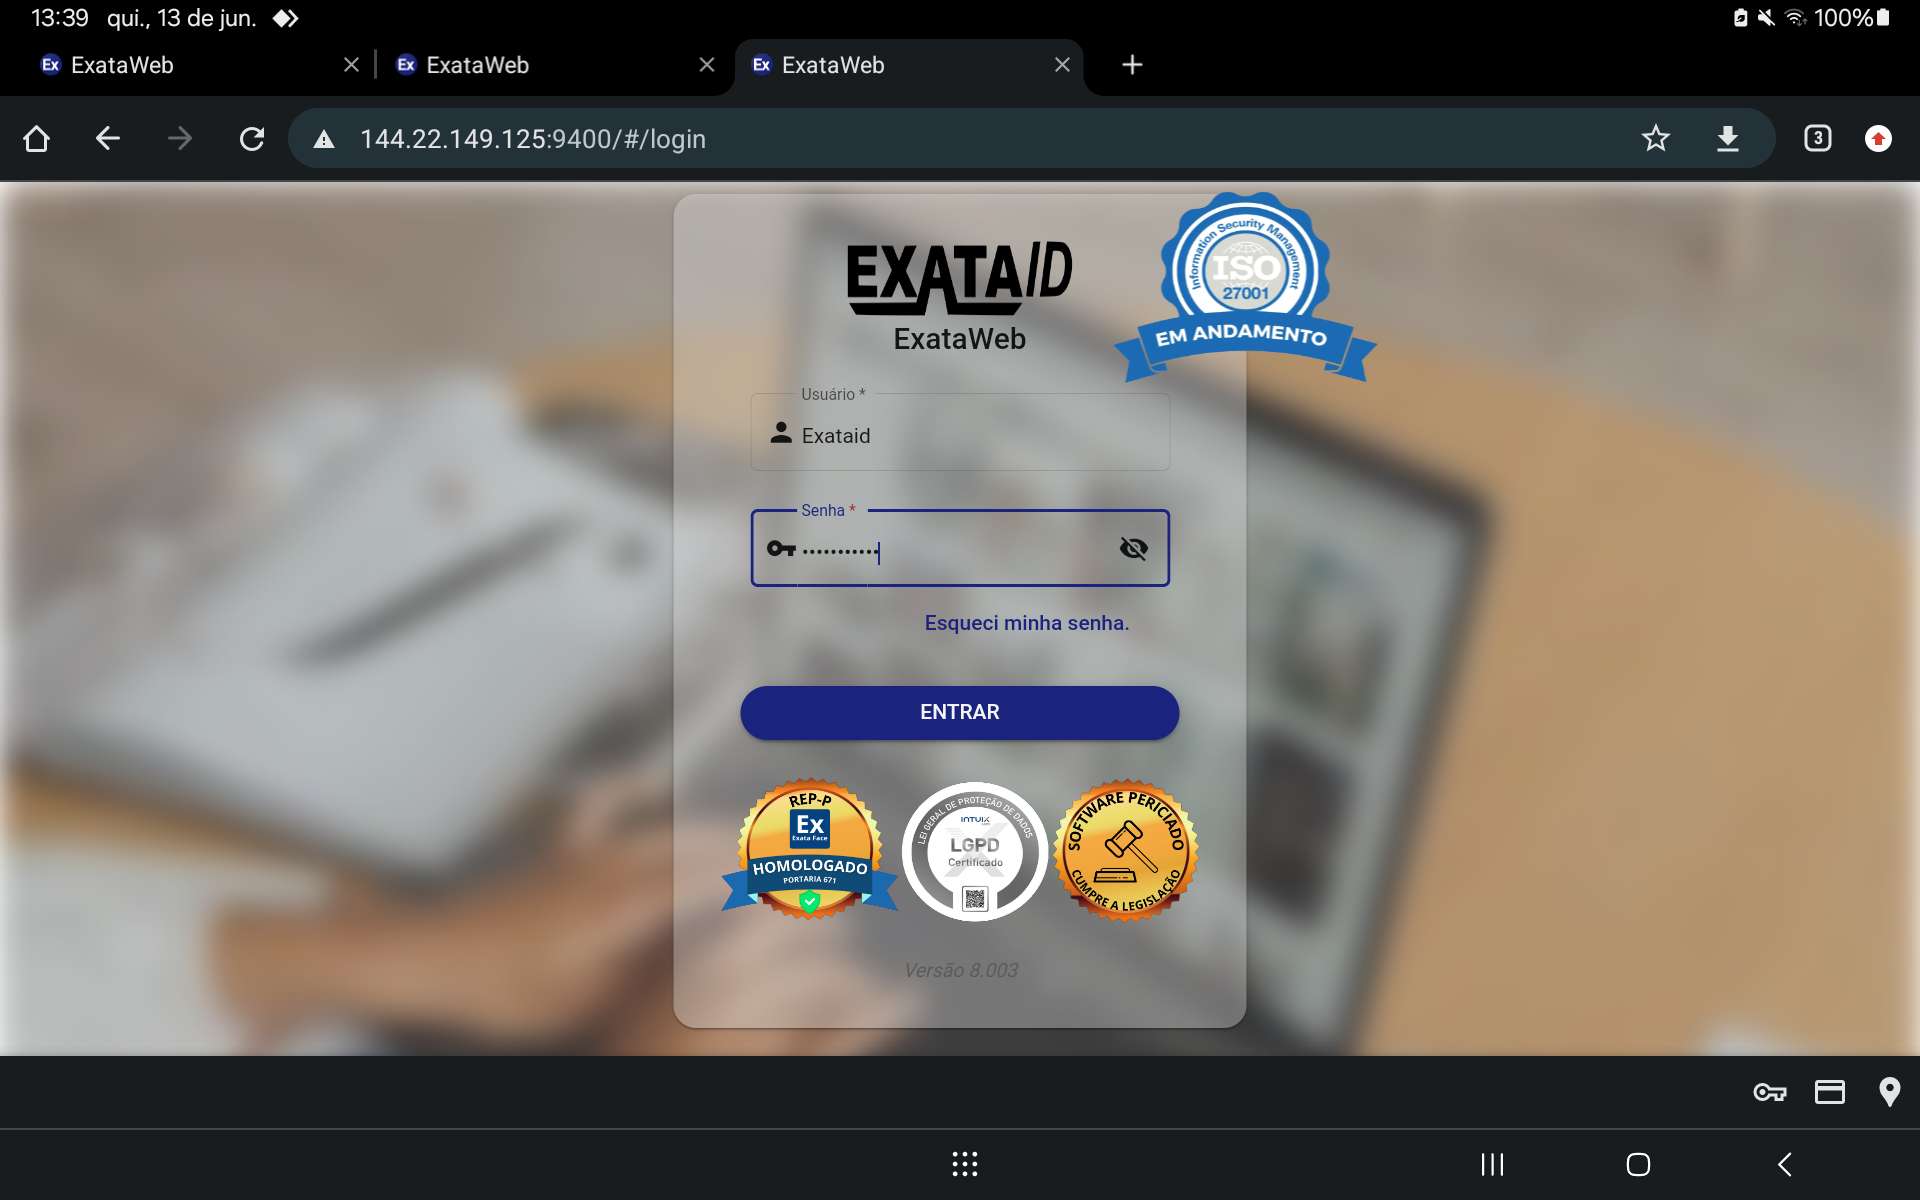 13:39 qui., 13 de jun. 100%
ExataWeb ExataWeb ExataWeb
144.22.149.125:9400/#/login 3
EXATAID
ExataWeb
Information Security Management
ISO
27001
EM ANDAMENTO
Usuário *
Exataid
Senha *
•••••••••••
Esqueci minha senha.
ENTRAR
REP-P
Ex
Exata Face
HOMOLOGADO
PORTARIA 671
LEI GERAL DE PROTEÇÃO DE DADOS
INTUIX
LGPD
Certificado
SOFTWARE PERICIADO
CUMPRE A LEGISLAÇÃO
Versão 8.003